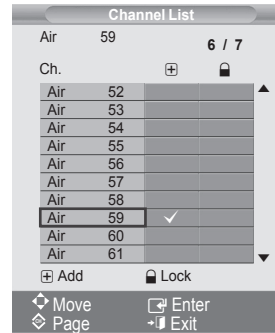 Channel List
Air 59
6 / 7
Ch.
Air 52
Air 53
Air 54
Air 55
Air 56
Air 57
Air 58
Air 59
Air 60
Air 61
Add Lock
Move Enter
Page Exit